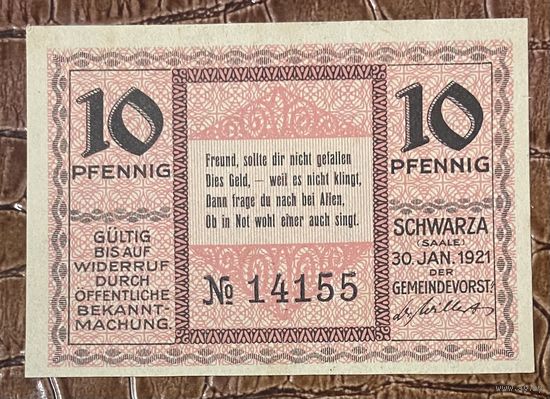 10
PFENNIG
GÜLTIG
BIS AUF
WIDERRUF
DURCH
ÖFFENTLICHE
BEKANNT-
MACHUNG.
Freund, sollte dir nicht gefallen
Dies Geld, — weil es nicht klingt,
Dann frage du nach bei Allen,
Ob in Not wohl einer auch singt.
№ 14155
10
PFENNIG
SCHWARZA
(SAALE)
30. JAN. 1921
DER
GEMEINDEVORST: